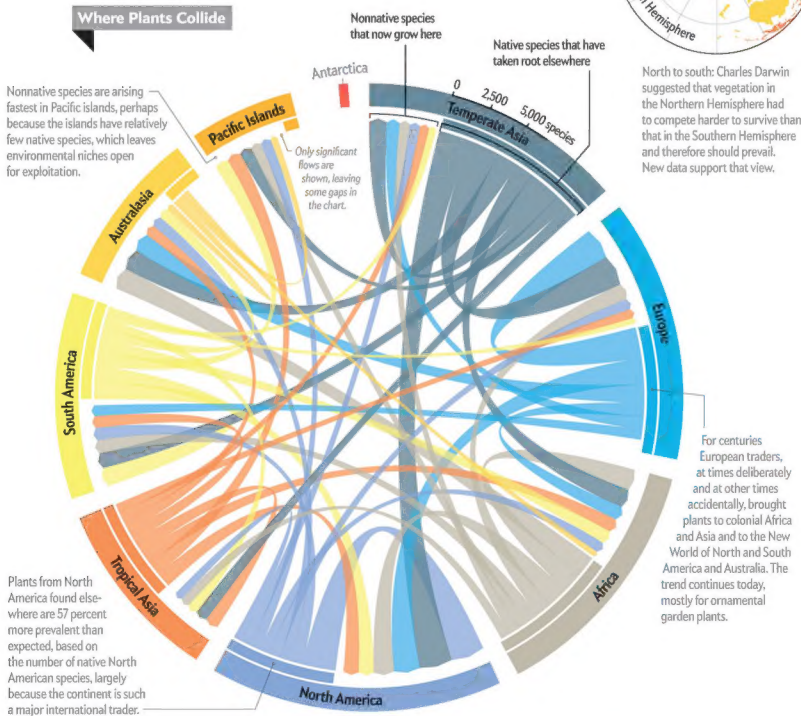 Where Plants Collide
Nonnative species
that now grow here
Native species that have
taken root elsewhere
Hemisphere
North to south: Charles Darwin
suggested that vegetation in
the Northern Hemisphere had
to compete harder to survive than
that in the Southern Hemisphere
and therefore should prevail.
New data support that view.
Nonnative species are arising
fastest in Pacific islands, perhaps
because the islands have relatively
few native species, which leaves
environmental niches open
for exploitation.
Antarctica
Pacific Islands
Only significant
flows are
shown, leaving
some gaps in
the chart.
0
2,500
5,000 species
Temperate Asia
Australasia
Europe
South America
For centuries
European traders,
at times deliberately
and at other times
accidentally, brought
plants to colonial Africa
and Asia and to the New
World of North and South
America and Australia. The
trend continues today,
mostly for ornamental
garden plants.
Tropical Asia
Africa
Plants from North
America found else-
where are 57 percent
more prevalent than
expected, based on
the number of native North
American species, largely
because the continent is such
a major international trader.
North America